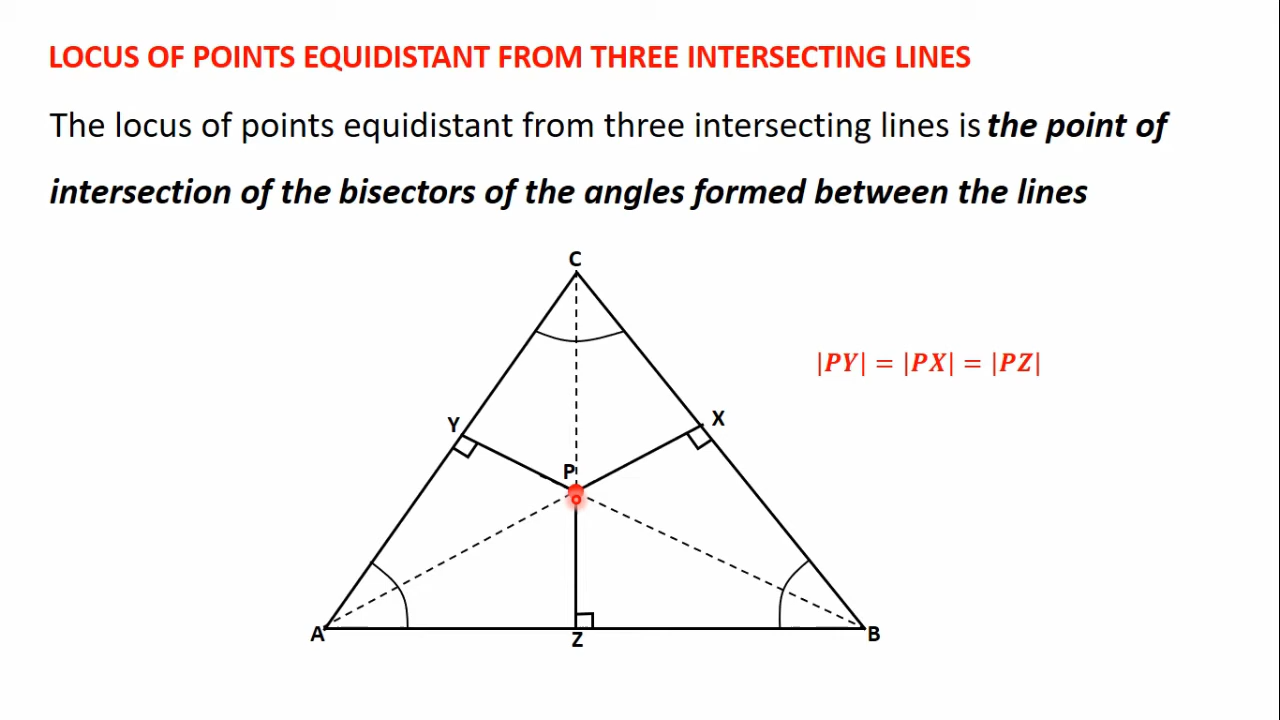 LOCUS OF POINTS EQUIDISTANT FROM THREE INTERSECTING LINES
The locus of points equidistant from three intersecting lines is the point of
intersection of the bisectors of the angles formed between the lines
C
|PY| = |PX| = |PZ|
Y
X
P
A
Z
B